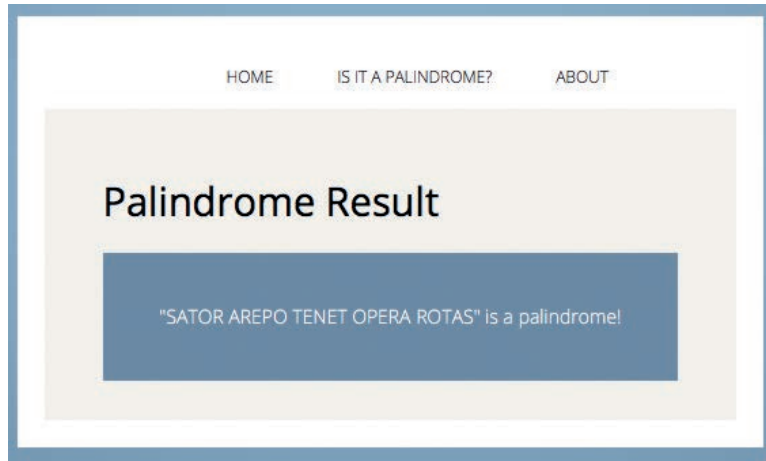 HOME IS IT A PALINDROME? ABOUT
Palindrome Result
"SATOR AREPO TENET OPERA ROTAS" is a palindrome!